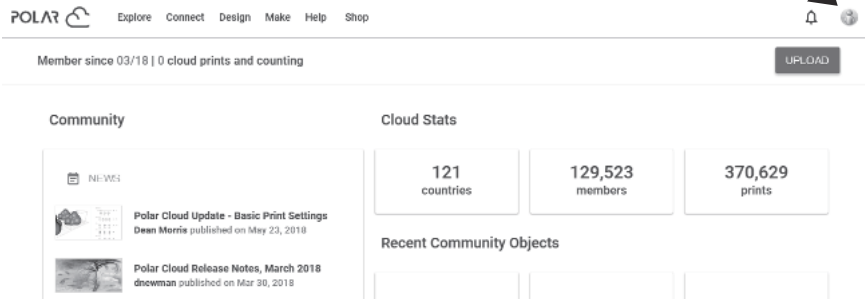 POLAR
Explore Connect Design Make Help Shop
Member since 03/18 | 0 cloud prints and counting
UPLOAD
Community
Cloud Stats
NEWS
121
countries
129,523
members
370,629
prints
Polar Cloud Update - Basic Print Settings
Dean Morris published on May 23, 2018
Recent Community Objects
Polar Cloud Release Notes, March 2018
dnewman published on Mar 30, 2018